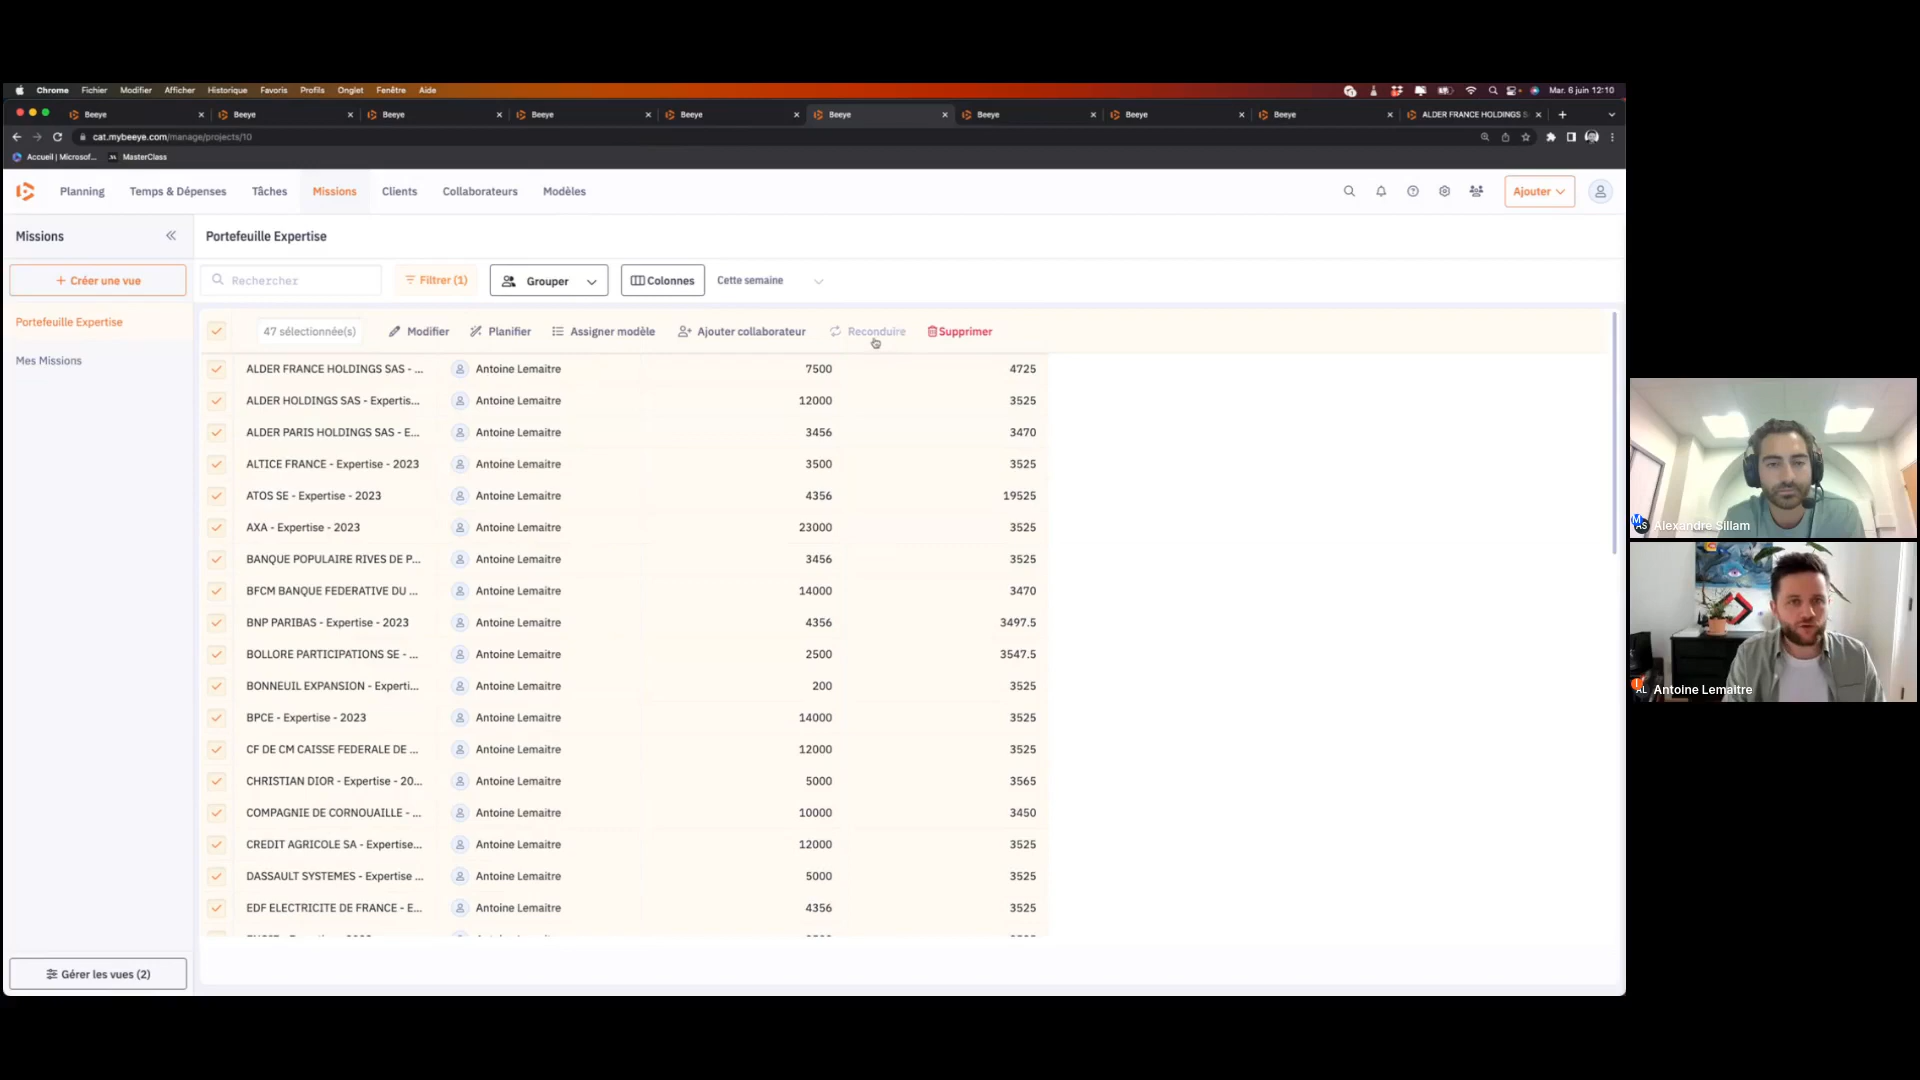 Chrome Fichier Modifier Afficher Historique Favoris Profils Onglet Fenêtre Aide Mar. 6 juin 12:10
Beeye Beeye Beeye Beeye Beeye Beeye Beeye Beeye Beeye ALDER FRANCE HOLDINGS
cat.mybeeye.com/manage/projects/10
Accueil | Microsof... MasterClass
Planning Temps & Dépenses Tâches Missions Clients Collaborateurs Modèles Ajouter
Missions Portefeuille Expertise
+ Créer une vue Rechercher Filtrer (1) Grouper Colonnes Cette semaine
Portefeuille Expertise
Mes Missions
47 sélectionnée(s) Modifier Planifier Assigner modèle Ajouter collaborateur Reconduire Supprimer
ALDER FRANCE HOLDINGS SAS - ... Antoine Lemaitre 7500 4725
ALDER HOLDINGS SAS - Expertis... Antoine Lemaitre 12000 3525
ALDER PARIS HOLDINGS SAS - E... Antoine Lemaitre 3456 3470
ALTICE FRANCE - Expertise - 2023 Antoine Lemaitre 3500 3525
ATOS SE - Expertise - 2023 Antoine Lemaitre 4356 19525
AXA - Expertise - 2023 Antoine Lemaitre 23000 3525
BANQUE POPULAIRE RIVES DE P... Antoine Lemaitre 3456 3525
BFCM BANQUE FEDERATIVE DU ... Antoine Lemaitre 14000 3470
BNP PARIBAS - Expertise - 2023 Antoine Lemaitre 4356 3497.5
BOLLORE PARTICIPATIONS SE - ... Antoine Lemaitre 2500 3547.5
BONNEUIL EXPANSION - Experti... Antoine Lemaitre 200 3525
BPCE - Expertise - 2023 Antoine Lemaitre 14000 3525
CF DE CM CAISSE FEDERALE DE ... Antoine Lemaitre 12000 3525
CHRISTIAN DIOR - Expertise - 20... Antoine Lemaitre 5000 3565
COMPAGNIE DE CORNOUAILLE - ... Antoine Lemaitre 10000 3450
CREDIT AGRICOLE SA - Expertise... Antoine Lemaitre 12000 3525
DASSAULT SYSTEMES - Expertise ... Antoine Lemaitre 5000 3525
EDF ELECTRICITE DE FRANCE - E... Antoine Lemaitre 4356 3525
Gérer les vues (2)
AS Alexandre Sillam
AL Antoine Lemaitre